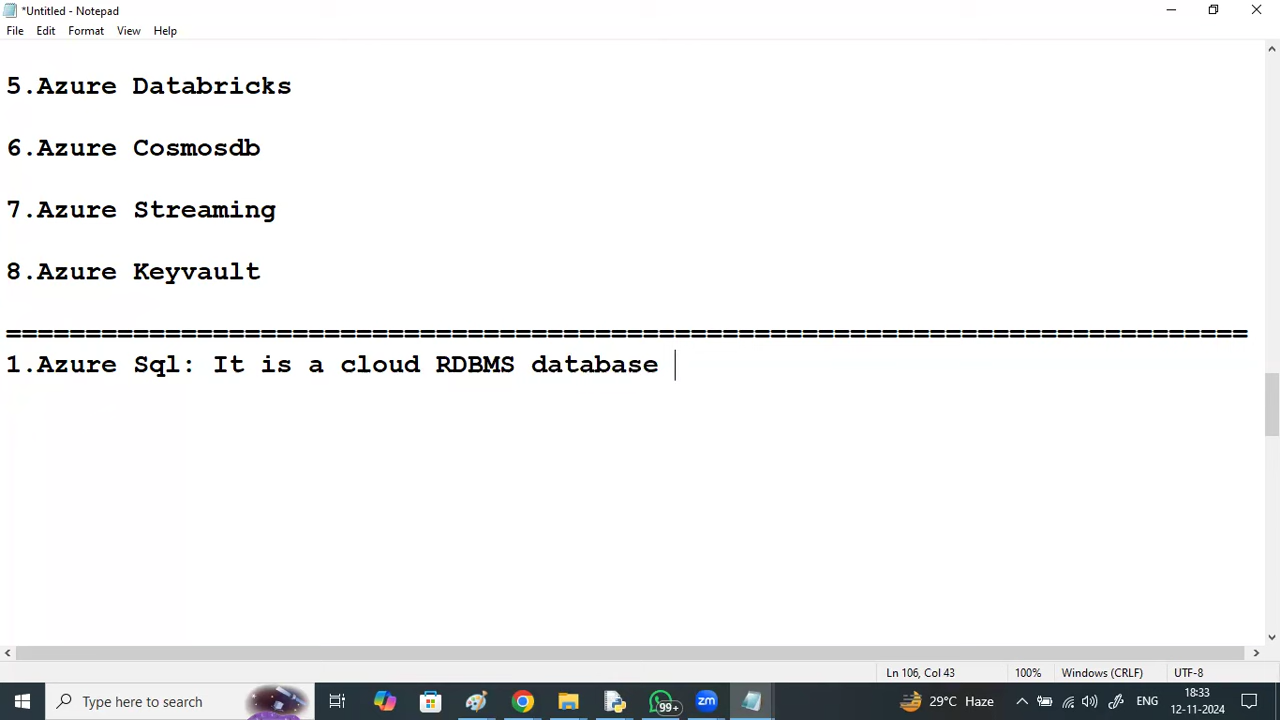 *Untitled - Notepad
File Edit Format View Help
5.Azure Databricks
6.Azure Cosmosdb
7.Azure Streaming
8.Azure Keyvault
==============================================================================
1.Azure Sql: It is a cloud RDBMS database
Ln 106, Col 43 100% Windows (CRLF) UTF-8
Type here to search 99+ 29°C Haze ENG 18:33
12-11-2024